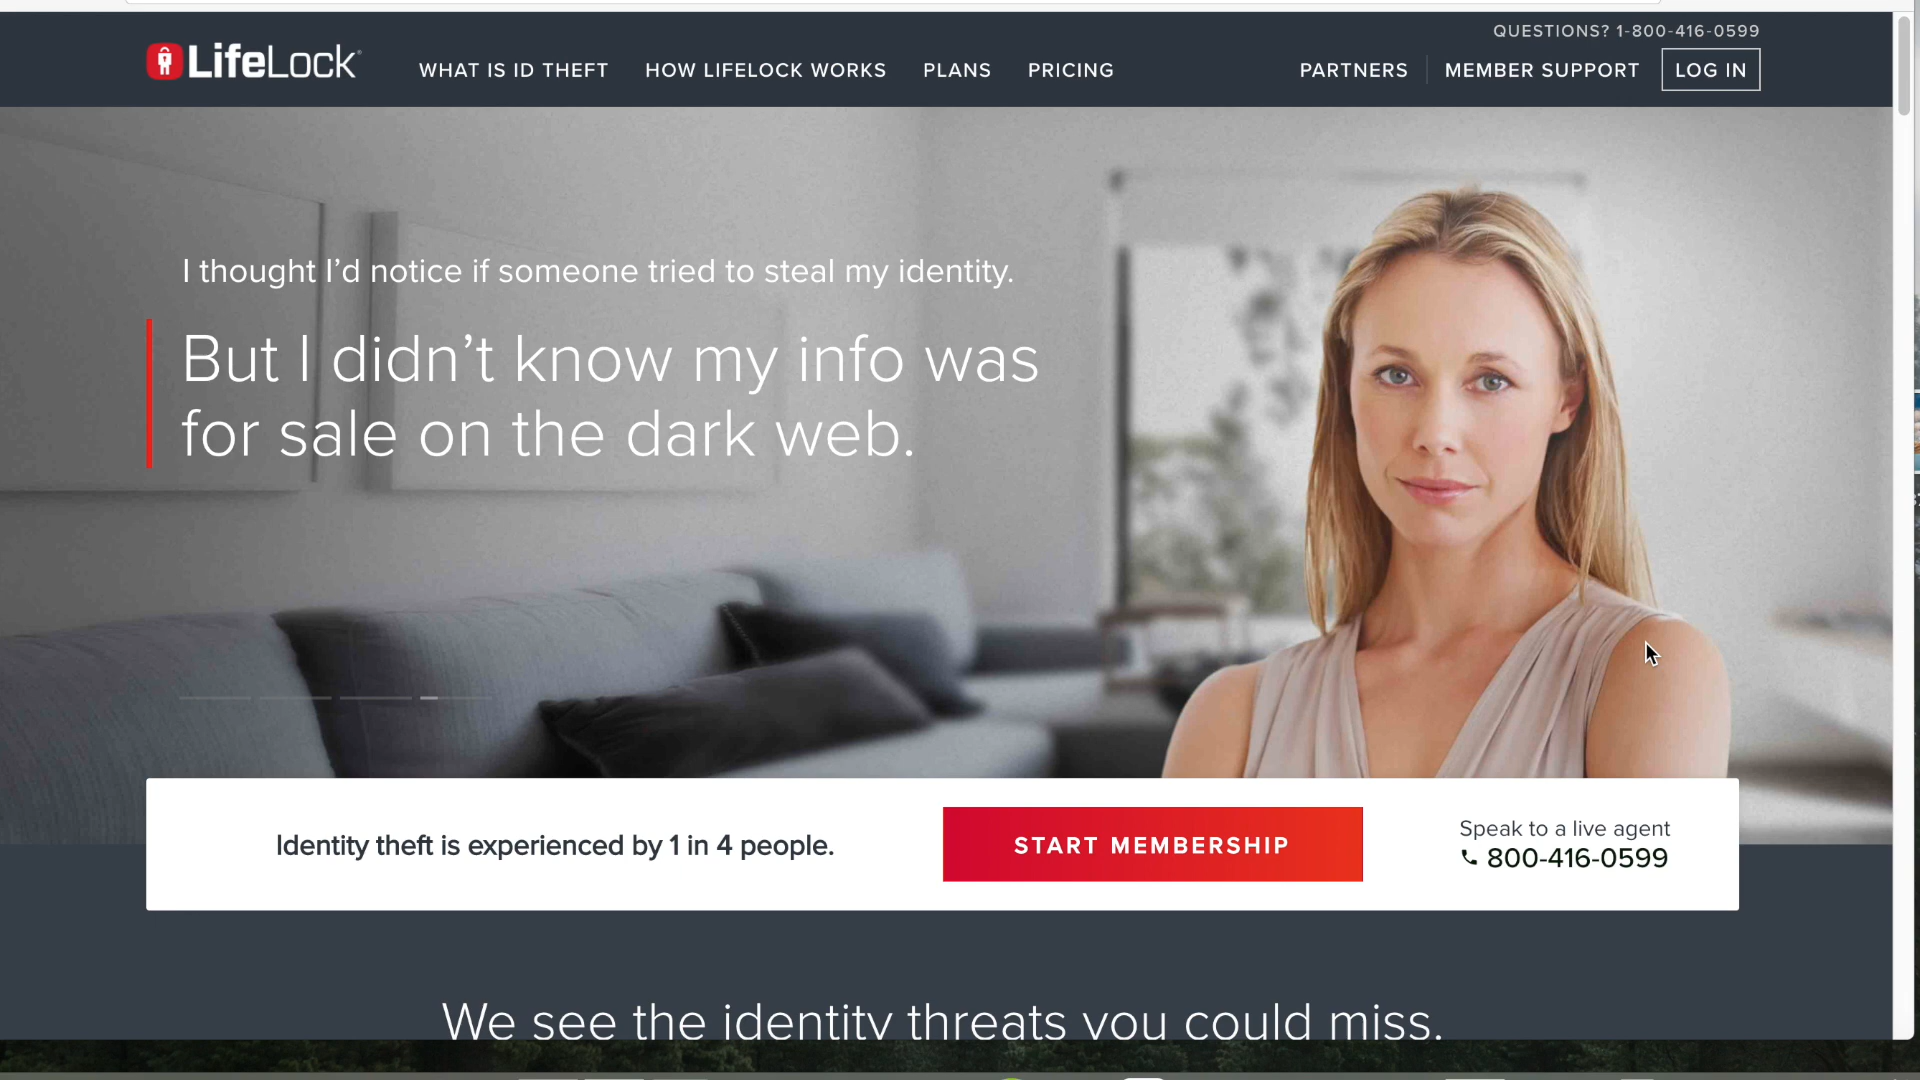 QUESTIONS? 1-800-416-0599
LifeLock
WHAT IS ID THEFT
HOW LIFELOCK WORKS
PLANS
PRICING
PARTNERS
MEMBER SUPPORT
LOG IN
I thought I’d notice if someone tried to steal my identity.
But I didn’t know my info was
for sale on the dark web.
Identity theft is experienced by 1 in 4 people.
START MEMBERSHIP
Speak to a live agent
800-416-0599
We see the identity threats you could miss.